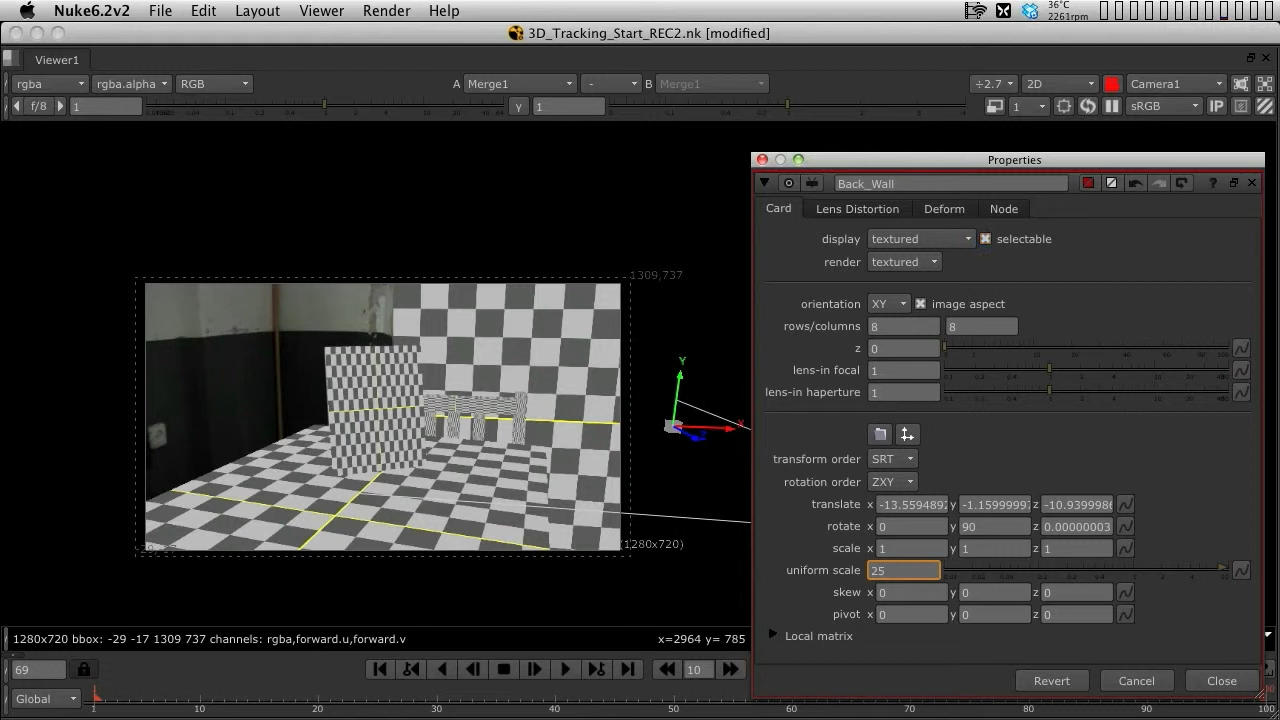 Nuke6.2v2 File Edit Layout Viewer Render Help 36°C
2261rpm
3D_Tracking_Start_REC2.nk [modified]
Viewer1
rgba rgba.alpha RGB A Merge1 - B Merge1 ÷2.7 2D Camera1
f/8 1 y 1 1 sRGB IP
Properties
Back_Wall ?
Card Lens Distortion Deform Node
display textured selectable
render textured
1309,737
orientation XY image aspect
rows/columns 8 8
z 0
Y
lens-in focal 1
lens-in haperture 1
X
Z
transform order SRT
rotation order ZXY
translate x -13.5594892 y -1.15999997 z -10.9399986
rotate x 0 y 90 z 0.00000003
(1280x720)
scale x 1 y 1 z 1
uniform scale 25
skew x 0 y 0 z 0
pivot x 0 y 0 z 0
Local matrix
1280x720 bbox: -29 -17 1309 737 channels: rgba,forward.u,forward.v x=2964 y= 785
69 10
Revert Cancel Close
Global 1 10 20 30 40 50 60 70 80 90 100